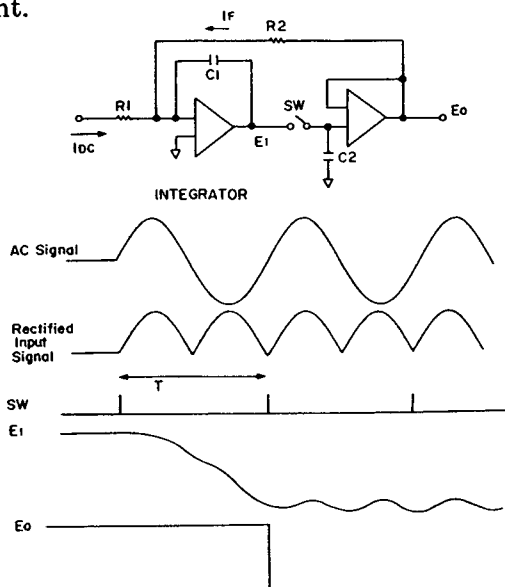 nt.
IF
R2
C1
R1
SW
Eo
IDC
E1
C2
INTEGRATOR
AC Signal
Rectified
Input
Signal
T
SW
E1
Eo